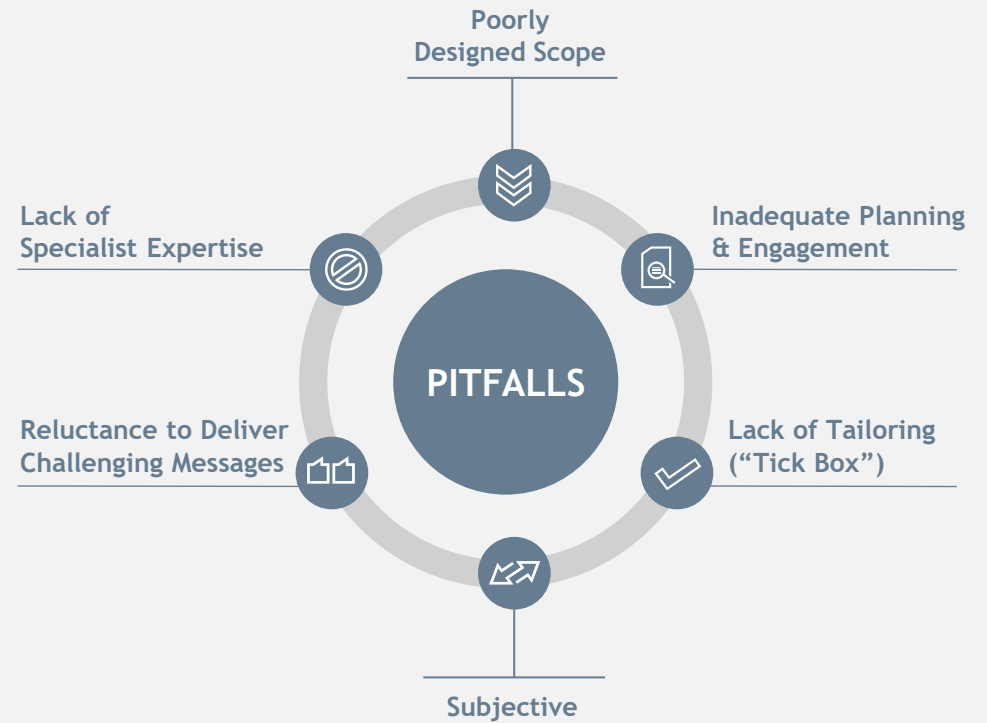 Poorly
Designed Scope
Lack of
Specialist Expertise
Inadequate Planning
& Engagement
PITFALLS
Reluctance to Deliver
Challenging Messages
Lack of Tailoring
(“Tick Box”)
Subjective